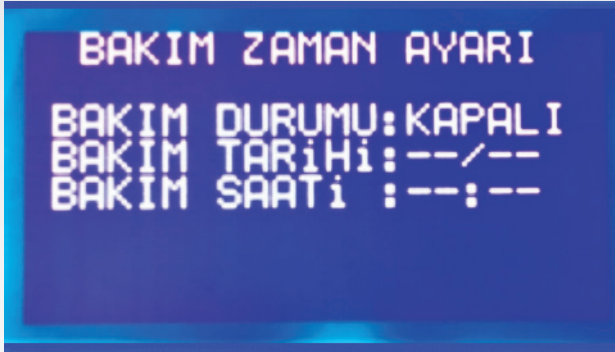 BAKIM ZAMAN AYARI
BAKIM DURUMU:KAPALI
BAKIM TARiHi:--/--
BAKIM SAATi :--:--